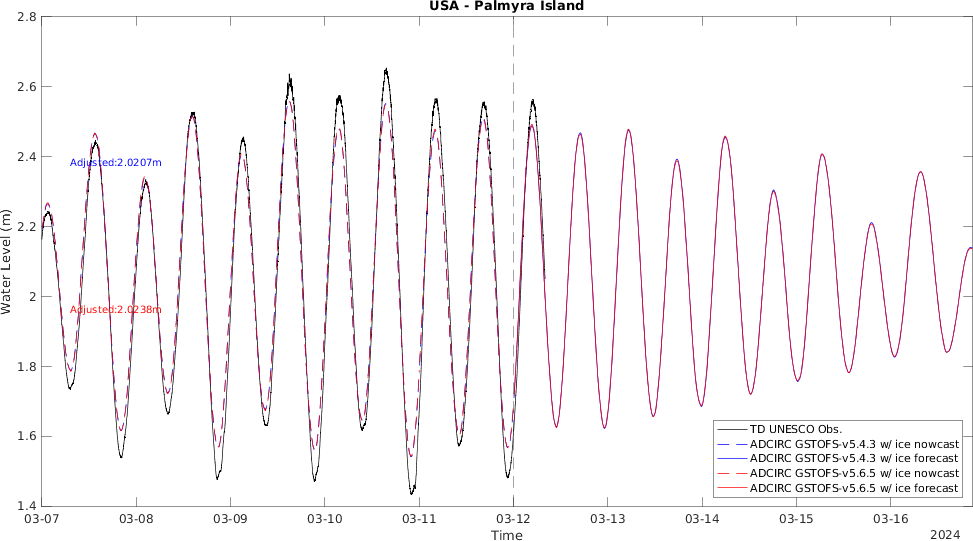 USA - Palmyra Island
2.8
2.6
2.4
2.2
2
1.8
1.6
1.4
Water Level (m)
Adjusted:2.0207m
Adjusted:2.0238m
TD UNESCO Obs.
ADCIRC GSTOFS-v5.4.3 w/ ice nowcast
ADCIRC GSTOFS-v5.4.3 w/ ice forecast
ADCIRC GSTOFS-v5.6.5 w/ ice nowcast
ADCIRC GSTOFS-v5.6.5 w/ ice forecast
03-07 03-08 03-09 03-10 03-11 03-12 03-13 03-14 03-15 03-16
Time
2024